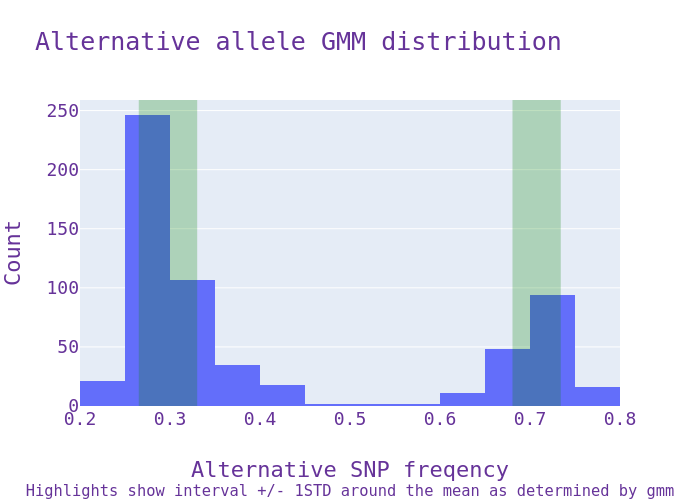 Alternative allele GMM distribution
Count
250
200
150
100
50
0
0.2 0.3 0.4 0.5 0.6 0.7 0.8
Alternative SNP freqency
Highlights show interval +/- 1STD around the mean as determined by gmm